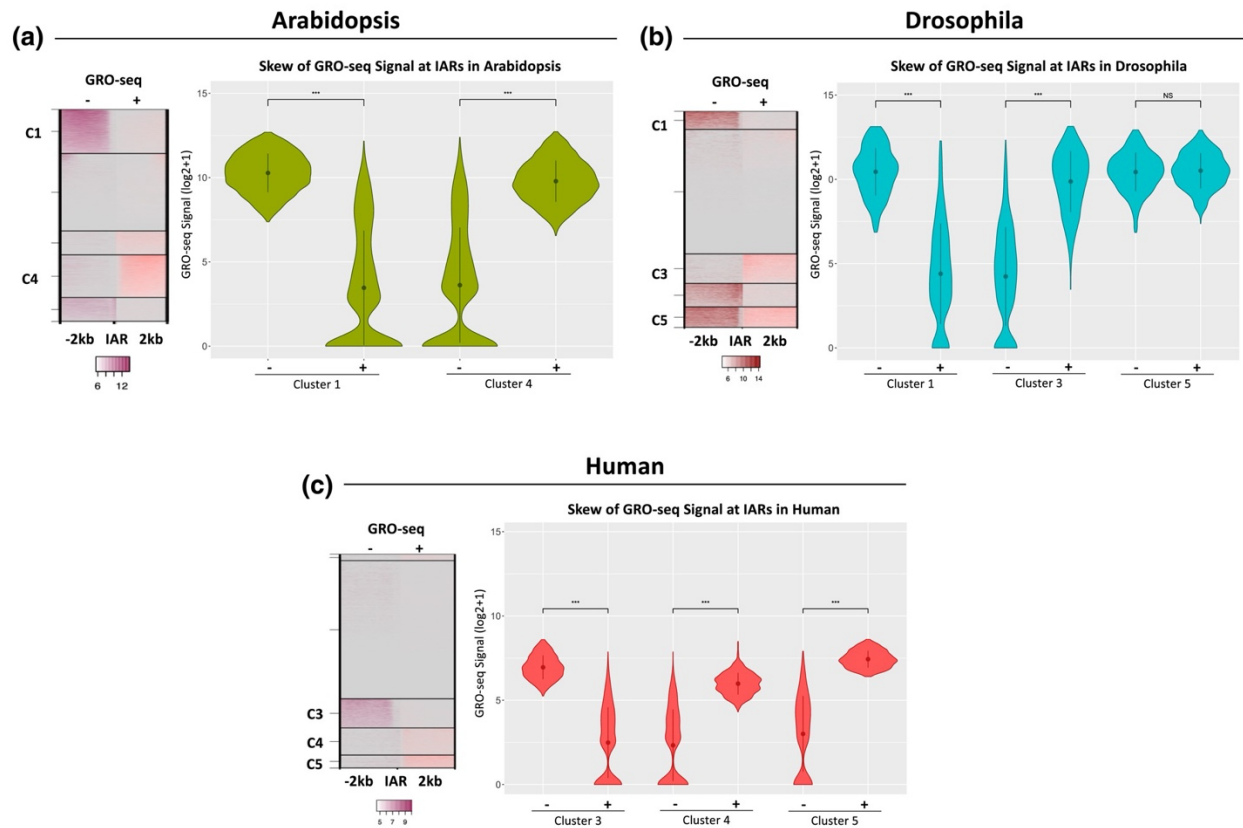 Arabidopsis
(a)
GRO-seq
- +
C1
C4
-2kb IAR 2kb
6 12
Skew of GRO-seq Signal at IARs in Arabidopsis
GRO-seq Signal (log2+1)
15
10
5
0
*** ***
- + - +
Cluster 1 Cluster 4
Drosophila
(b)
GRO-seq
- +
C1
C3
C5
-2kb IAR 2kb
6 10 14
Skew of GRO-seq Signal at IARs in Drosophila
GRO-seq Signal (log2+1)
15
0
5
0
*** *** NS
- + - + - +
Cluster 1 Cluster 3 Cluster 5
Human
(c)
GRO-seq
- +
C3
C4
C5
-2kb IAR 2kb
5 7 9
Skew of GRO-seq Signal at IARs in Human
GRO-seq Signal (log2+1)
15
10
5
0
*** *** ***
- + - + - +
Cluster 3 Cluster 4 Cluster 5